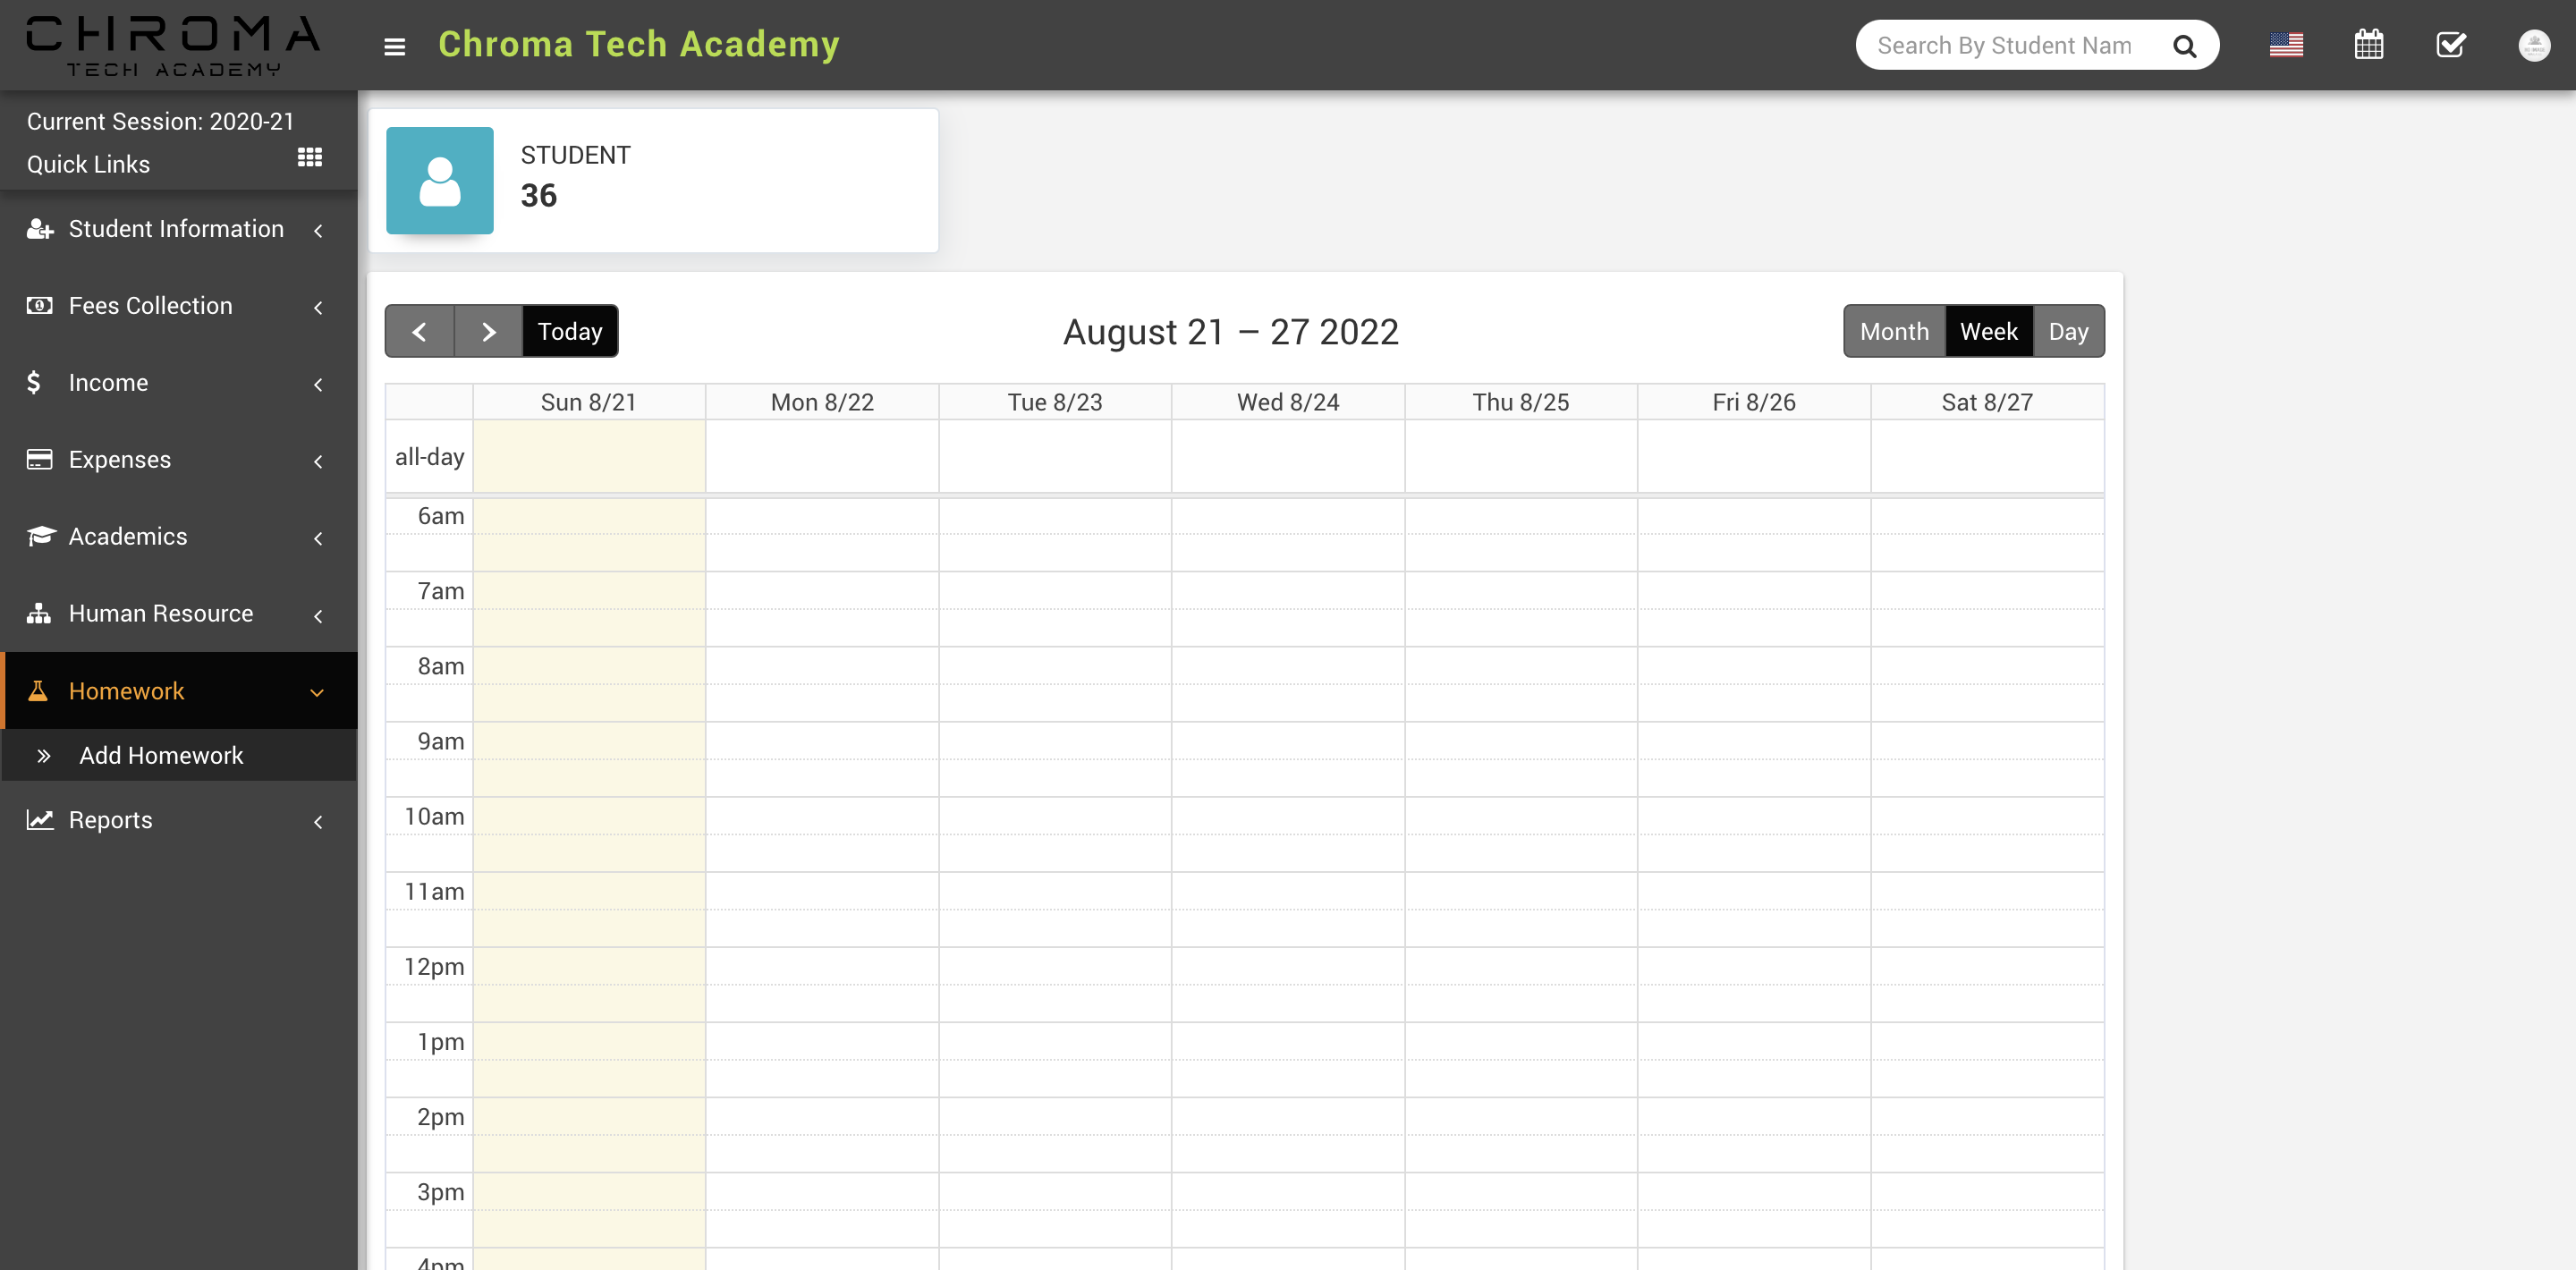 CHROMA
TECH ACADEMY
Chroma Tech Academy
Search By Student Nam
Current Session: 2020-21
Quick Links
Student Information
Fees Collection
Income
Expenses
Academics
Human Resource
Homework
Add Homework
Reports
STUDENT
36
Today
August 21 – 27 2022
Month Week Day
Sun 8/21 Mon 8/22 Tue 8/23 Wed 8/24 Thu 8/25 Fri 8/26 Sat 8/27
all-day
6am
7am
8am
9am
10am
11am
12pm
1pm
2pm
3pm
4pm